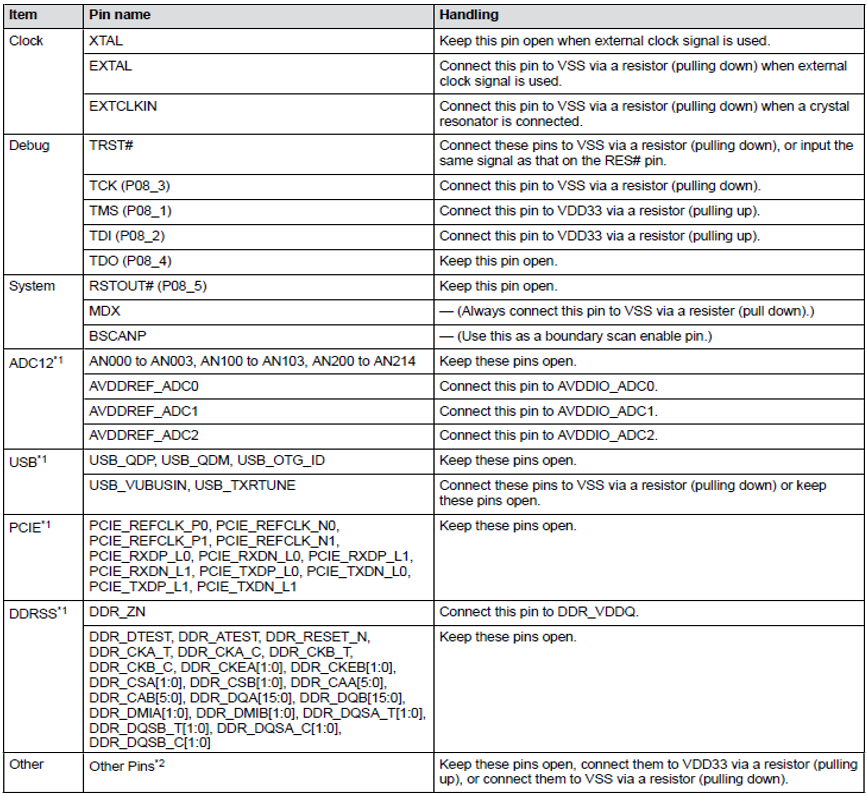 Item Pin name Handling
Clock XTAL Keep this pin open when external clock signal is used.
EXTAL Connect this pin to VSS via a resistor (pulling down) when external
clock signal is used.
EXTCLKIN Connect this pin to VSS via a resistor (pulling down) when a crystal
resonator is connected.
Debug TRST# Connect these pins to VSS via a resistor (pulling down), or input the
same signal as that on the RES# pin.
TCK (P08_3) Connect this pin to VSS via a resistor (pulling down).
TMS (P08_1) Connect this pin to VDD33 via a resistor (pulling up).
TDI (P08_2) Connect this pin to VDD33 via a resistor (pulling up).
TDO (P08_4) Keep this pin open.
System RSTOUT# (P08_5) Keep this pin open.
MDX — (Always connect this pin to VSS via a resister (pull down).)
BSCANP — (Use this as a boundary scan enable pin.)
ADC12*1 AN000 to AN003, AN100 to AN103, AN200 to AN214 Keep these pins open.
AVDDREF_ADC0 Connect this pin to AVDDIO_ADC0.
AVDDREF_ADC1 Connect this pin to AVDDIO_ADC1.
AVDDREF_ADC2 Connect this pin to AVDDIO_ADC2.
USB*1 USB_QDP, USB_QDM, USB_OTG_ID Keep these pins open.
USB_VUBUSIN, USB_TXRTUNE Connect these pins to VSS via a resistor (pulling down) or keep
these pins open.
PCIE*1 PCIE_REFCLK_P0, PCIE_REFCLK_N0, Keep these pins open.
PCIE_REFCLK_P1, PCIE_REFCLK_N1,
PCIE_RXDP_L0, PCIE_RXDN_L0, PCIE_RXDP_L1,
PCIE_RXDN_L1, PCIE_TXDP_L0, PCIE_TXDN_L0,
PCIE_TXDP_L1, PCIE_TXDN_L1
DDRSS*1 DDR_ZN Connect this pin to DDR_VDDQ.
DDR_DTEST, DDR_ATEST, DDR_RESET_N, Keep these pins open.
DDR_CKA_T, DDR_CKA_C, DDR_CKB_T,
DDR_CKB_C, DDR_CKEA[1:0], DDR_CKEB[1:0],
DDR_CSA[1:0], DDR_CSB[1:0], DDR_CAA[5:0],
DDR_CAB[5:0], DDR_DQA[15:0], DDR_DQB[15:0],
DDR_DMIA[1:0], DDR_DMIB[1:0], DDR_DQSA_T[1:0],
DDR_DQSB_T[1:0], DDR_DQSA_C[1:0],
DDR_DQSB_C[1:0]
Other Other Pins*2 Keep these pins open, connect them to VDD33 via a resistor (pulling
up), or connect them to VSS via a resistor (pulling down).